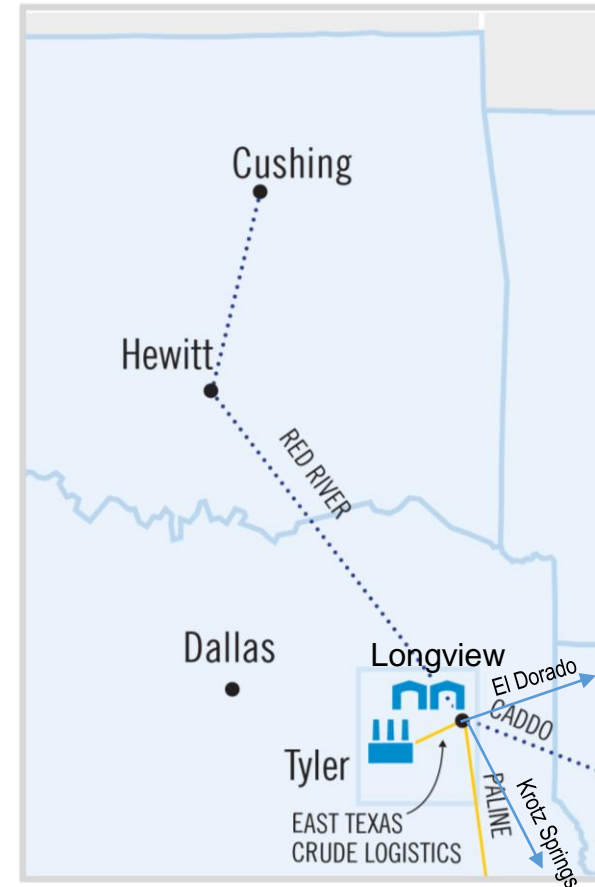 Cushing
Hewitt
RED RIVER
Dallas
Longview
El Dorado
CADDO
Tyler
PALINE
Krotz Springs
EAST TEXAS
CRUDE LOGISTICS